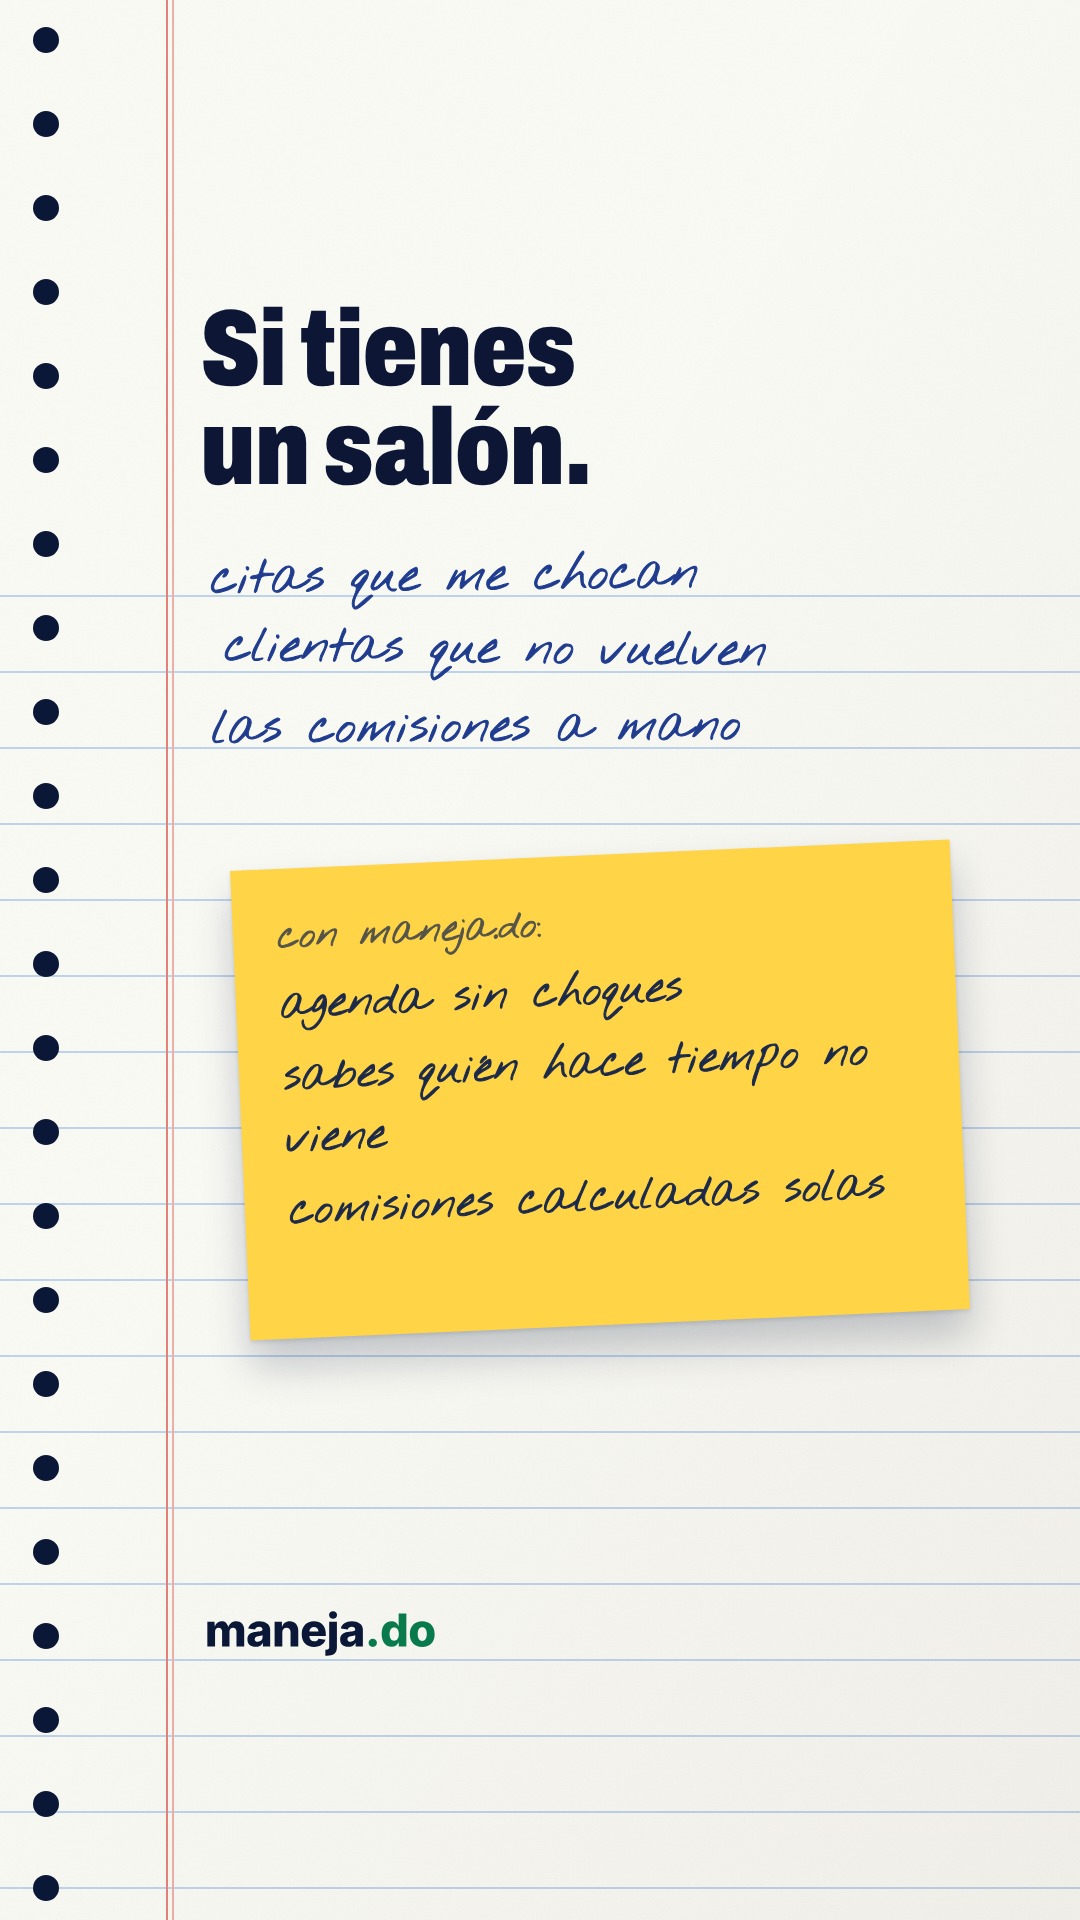 Si tienes
un salón.
citas que me chocan
clientas que no vuelven
las comisiones a mano
con maneja.do:
agenda sin choques
sabes quién hace tiempo no
viene
comisiones calculadas solas
maneja.do